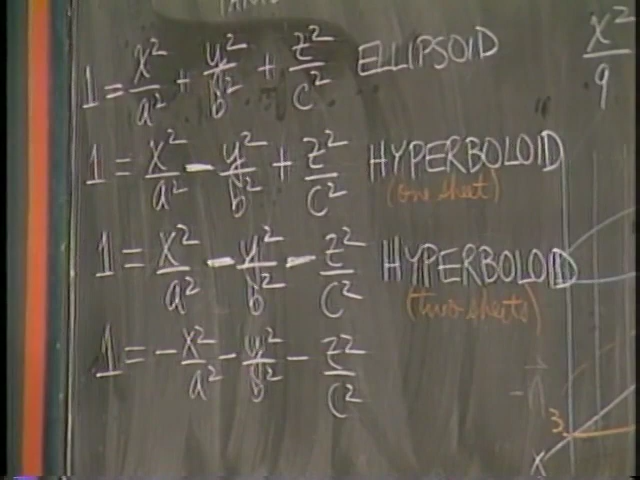 1 = x²/a² + y²/b² + z²/c² ELLIPSOID
1 = x²/a² - y²/b² + z²/c² HYPERBOLOID
(one sheet)
1 = x²/a² - y²/b² - z²/c² HYPERBOLOID
(two sheets)
1 = -x²/a² - y²/b² - z²/c²
x²/9
3
x